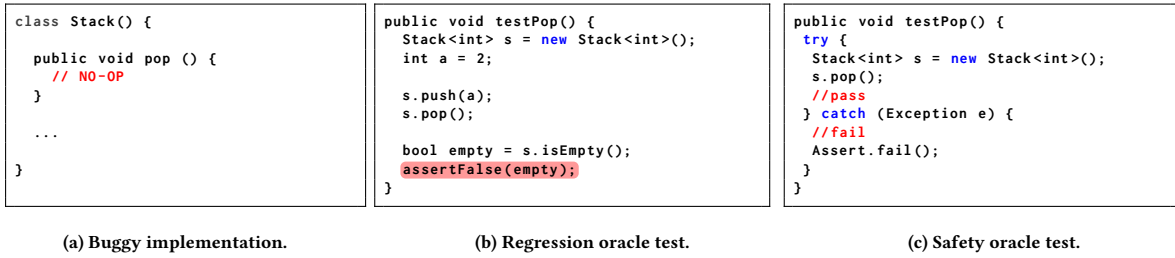 class Stack() {
public void pop () {
// NO-OP
}
...
}
(a) Buggy implementation.
public void testPop() {
Stack<int> s = new Stack<int>();
int a = 2;
s.push(a);
s.pop();
bool empty = s.isEmpty();
assertFalse(empty);
}
(b) Regression oracle test.
public void testPop() {
try {
Stack<int> s = new Stack<int>();
s.pop();
//pass
} catch (Exception e) {
//fail
Assert.fail();
}
}
(c) Safety oracle test.